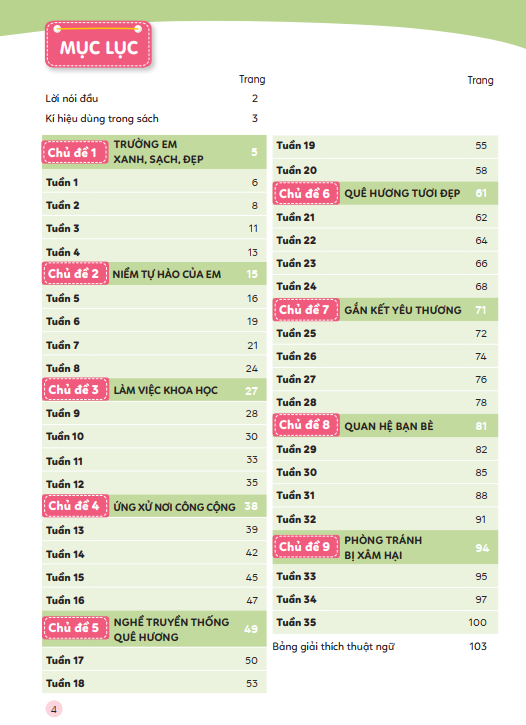 MỤC LỤC
Trang
Lời nói đầu 2
Kí hiệu dùng trong sách 3
Chủ đề 1 TRƯỜNG EM XANH, SẠCH, ĐẸP 5
Tuần 1 6
Tuần 2 8
Tuần 3 11
Tuần 4 13
Chủ đề 2 NIỀM TỰ HÀO CỦA EM 15
Tuần 5 16
Tuần 6 19
Tuần 7 21
Tuần 8 24
Chủ đề 3 LÀM VIỆC KHOA HỌC 27
Tuần 9 28
Tuần 10 30
Tuần 11 33
Tuần 12 35
Chủ đề 4 ỨNG XỬ NƠI CÔNG CỘNG 38
Tuần 13 39
Tuần 14 42
Tuần 15 45
Tuần 16 47
Chủ đề 5 NGHỀ TRUYỀN THỐNG QUÊ HƯƠNG 49
Tuần 17 50
Tuần 18 53
Trang
Tuần 19 55
Tuần 20 58
Chủ đề 6 QUÊ HƯƠNG TƯƠI ĐẸP 61
Tuần 21 62
Tuần 22 64
Tuần 23 66
Tuần 24 68
Chủ đề 7 GẮN KẾT YÊU THƯƠNG 71
Tuần 25 72
Tuần 26 74
Tuần 27 76
Tuần 28 78
Chủ đề 8 QUAN HỆ BẠN BÈ 81
Tuần 29 82
Tuần 30 85
Tuần 31 88
Tuần 32 91
Chủ đề 9 PHÒNG TRÁNH BỊ XÂM HẠI 94
Tuần 33 95
Tuần 34 97
Tuần 35 100
Bảng giải thích thuật ngữ 103
4